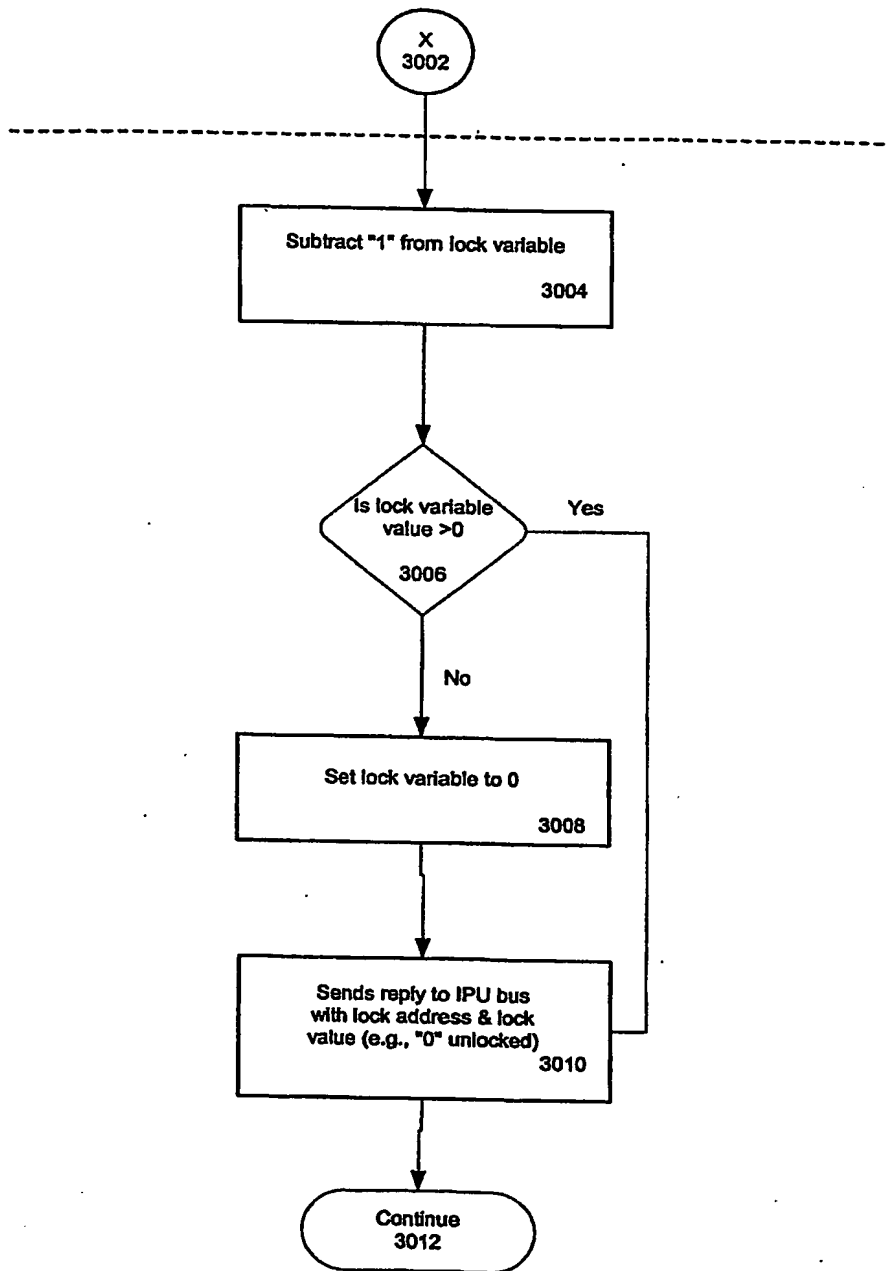 X
3002
Subtract "1" from lock variable
3004
Is lock variable
value >0
3006
Yes
No
Set lock variable to 0
3008
Sends reply to IPU bus
with lock address & lock
value (e.g., "0" unlocked)
3010
Continue
3012